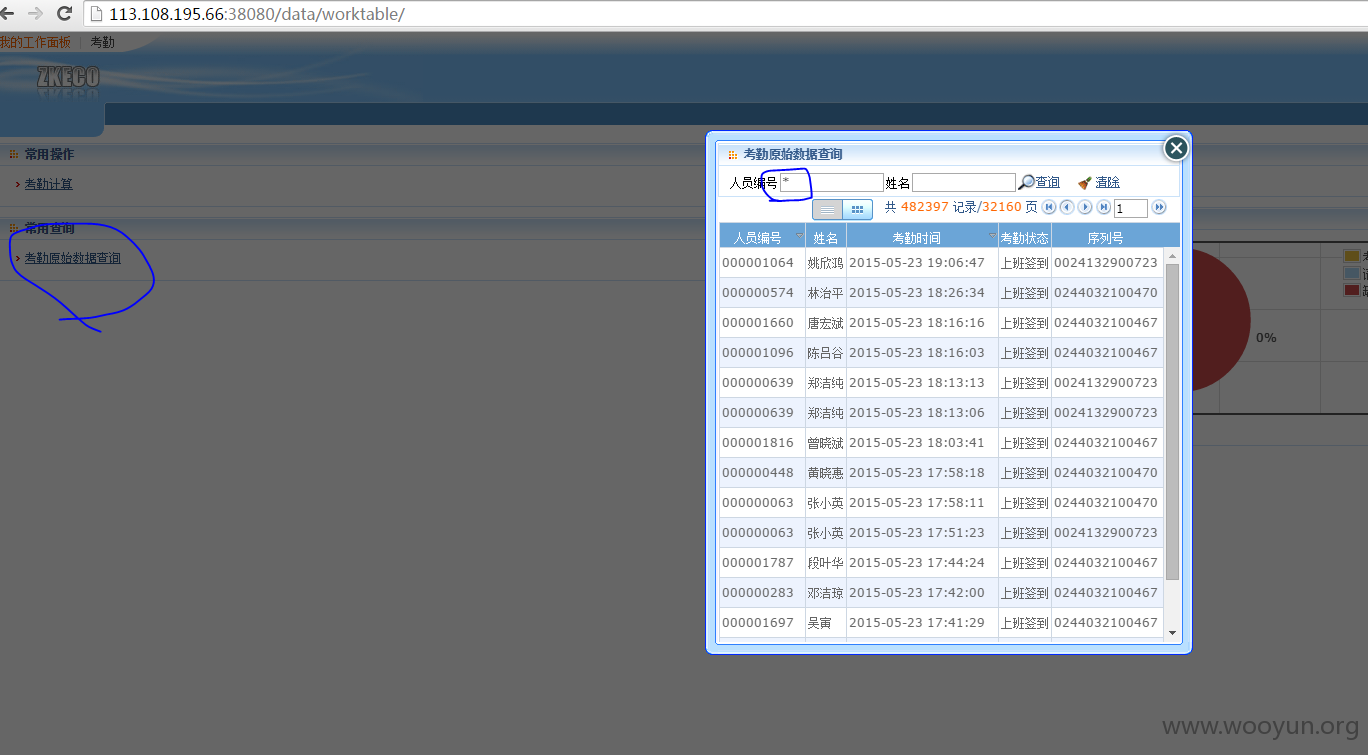 113.108.195.66:38080/data/worktable/
我的工作面板 考勤
ZKECO
常用操作
考勤计算
常用查询
考勤原始数据查询
考勤原始数据查询
人员编号 * 姓名 查询 清除
共 482397 记录/32160 页 1
人员编号 姓名 考勤时间 考勤状态 序列号
000001064 姚欣鸿 2015-05-23 19:06:47 上班签到 0024132900723
000000574 林治平 2015-05-23 18:26:34 上班签到 0244032100470
000001660 唐宏斌 2015-05-23 18:16:16 上班签到 0244032100467
000001096 陈吕谷 2015-05-23 18:16:03 上班签到 0244032100467
000000639 郑洁纯 2015-05-23 18:13:13 上班签到 0024132900723
000000639 郑洁纯 2015-05-23 18:13:06 上班签到 0024132900723
000001816 曾晓斌 2015-05-23 18:03:41 上班签到 0244032100467
000000448 黄晓惠 2015-05-23 17:58:18 上班签到 0244032100470
000000063 张小英 2015-05-23 17:58:11 上班签到 0244032100470
000000063 张小英 2015-05-23 17:51:23 上班签到 0024132900723
000001787 段叶华 2015-05-23 17:44:24 上班签到 0244032100467
000000283 邓洁琼 2015-05-23 17:42:00 上班签到 0244032100467
000001697 吴寅 2015-05-23 17:41:29 上班签到 0244032100467
0%
www.wooyun.org